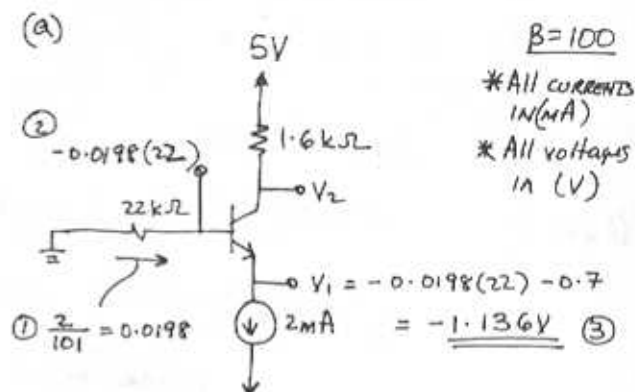 (a)
5V
β=100
*All CURRENTS
IN(mA)
* All voltages
in (V)
②
-0.0198(22)
1.6kΩ
V2
22kΩ
V1 = -0.0198(22) -0.7
① 2/101 = 0.0198
2mA
= -1.136V ③